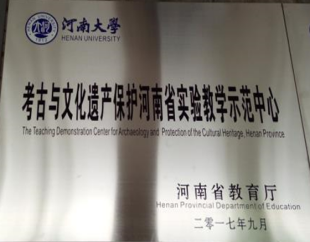 河南大学
HENAN UNIVERSITY
考古与文化遗产保护河南省实验教学示范中心
The Teaching Demonstration Center for Archaeology and Protection of the Cultural Heritage, Henan Province
河南省教育厅
Henan Provincial Department of Education
二零一七年九月